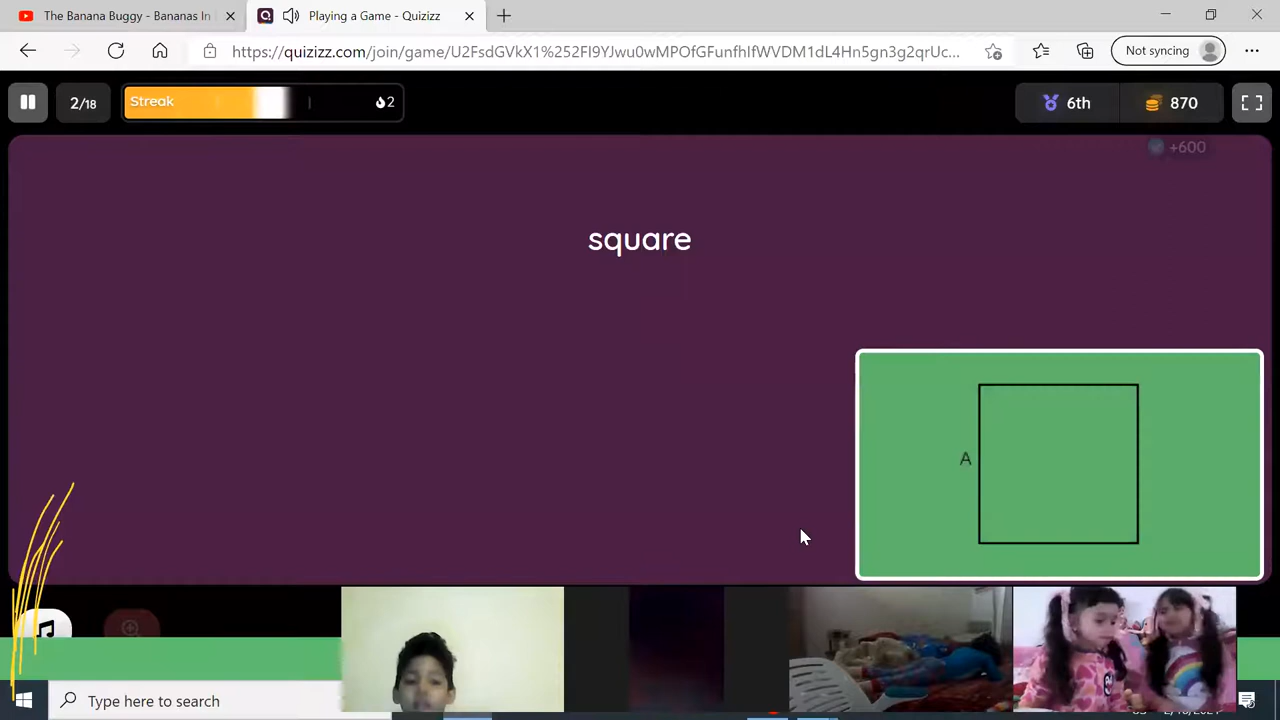 The Banana Buggy - Bananas In
Playing a Game - Quizizz
https://quizizz.com/join/game/U2FsdGVkX1%252FI9YJwu0wMPOfGFunfhIfWVDM1dL4Hn5gn3g2qrUc...
Not syncing
2/18
Streak
2
6th
870
+600
square
A
Type here to search